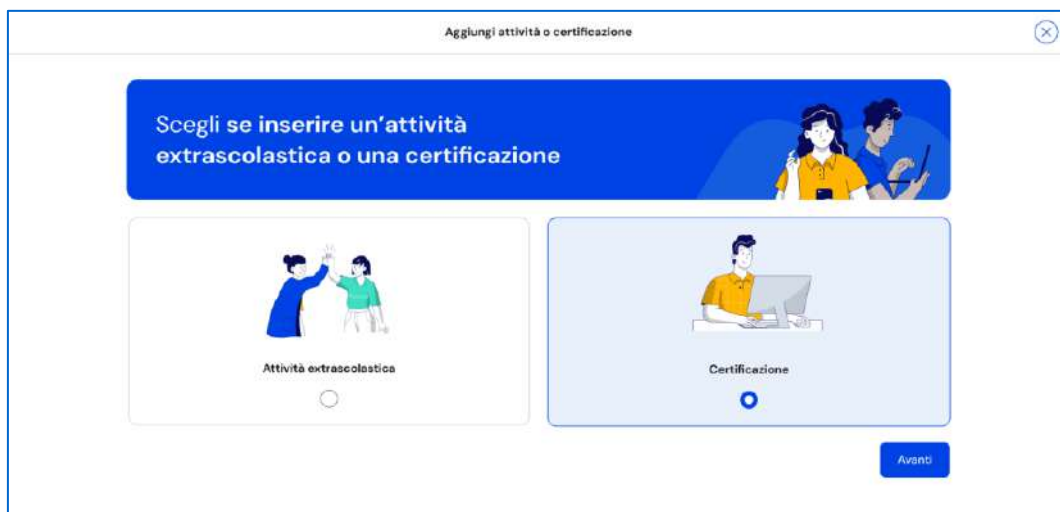 Aggiungi attività o certificazione
Scegli se inserire un'attività
extrascolastica o una certificazione
Attività extrascolastica
Certificazione
Avanti